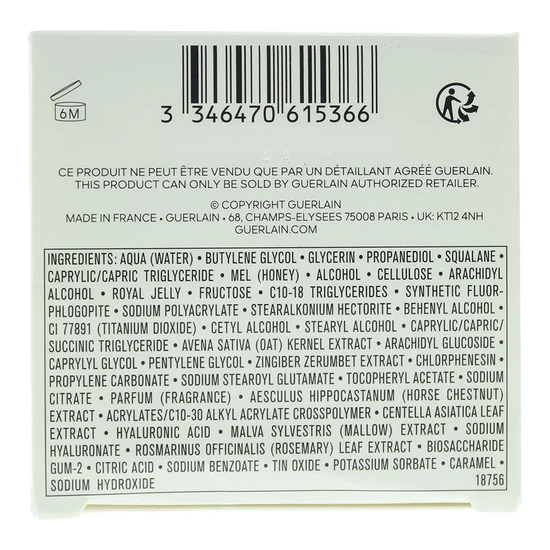 6M
3 346470 615366
CE PRODUIT NE PEUT ÊTRE VENDU QUE PAR UN DÉTAILLANT AGRÉÉ GUERLAIN.
THIS PRODUCT CAN ONLY BE SOLD BY GUERLAIN AUTHORIZED RETAILER.
© COPYRIGHT GUERLAIN
MADE IN FRANCE • GUERLAIN • 68, CHAMPS-ELYSEES 75008 PARIS • UK: KT12 4NH
GUERLAIN.COM
INGREDIENTS: AQUA (WATER) • BUTYLENE GLYCOL • GLYCERIN • PROPANEDIOL • SQUALANE •
CAPRYLIC/CAPRIC TRIGLYCERIDE • MEL (HONEY) • ALCOHOL • CELLULOSE • ARACHIDYL
ALCOHOL • ROYAL JELLY • FRUCTOSE • C10-18 TRIGLYCERIDES • SYNTHETIC FLUOR-
PHLOGOPITE • SODIUM POLYACRYLATE • STEARALKONIUM HECTORITE • BEHENYL ALCOHOL •
CI 77891 (TITANIUM DIOXIDE) • CETYL ALCOHOL • STEARYL ALCOHOL • CAPRYLIC/CAPRIC/
SUCCINIC TRIGLYCERIDE • AVENA SATIVA (OAT) KERNEL EXTRACT • ARACHIDYL GLUCOSIDE •
CAPRYLYL GLYCOL • PENTYLENE GLYCOL • ZINGIBER ZERUMBET EXTRACT • CHLORPHENESIN •
PROPYLENE CARBONATE • SODIUM STEAROYL GLUTAMATE • TOCOPHERYL ACETATE • SODIUM
CITRATE • PARFUM (FRAGRANCE) • AESCULUS HIPPOCASTANUM (HORSE CHESTNUT)
EXTRACT • ACRYLATES/C10-30 ALKYL ACRYLATE CROSSPOLYMER • CENTELLA ASIATICA LEAF
EXTRACT • HYALURONIC ACID • MALVA SYLVESTRIS (MALLOW) EXTRACT • SODIUM
HYALURONATE • ROSMARINUS OFFICINALIS (ROSEMARY) LEAF EXTRACT • BIOSACCHARIDE
GUM-2 • CITRIC ACID • SODIUM BENZOATE • TIN OXIDE • POTASSIUM SORBATE • CARAMEL •
SODIUM HYDROXIDE 18756